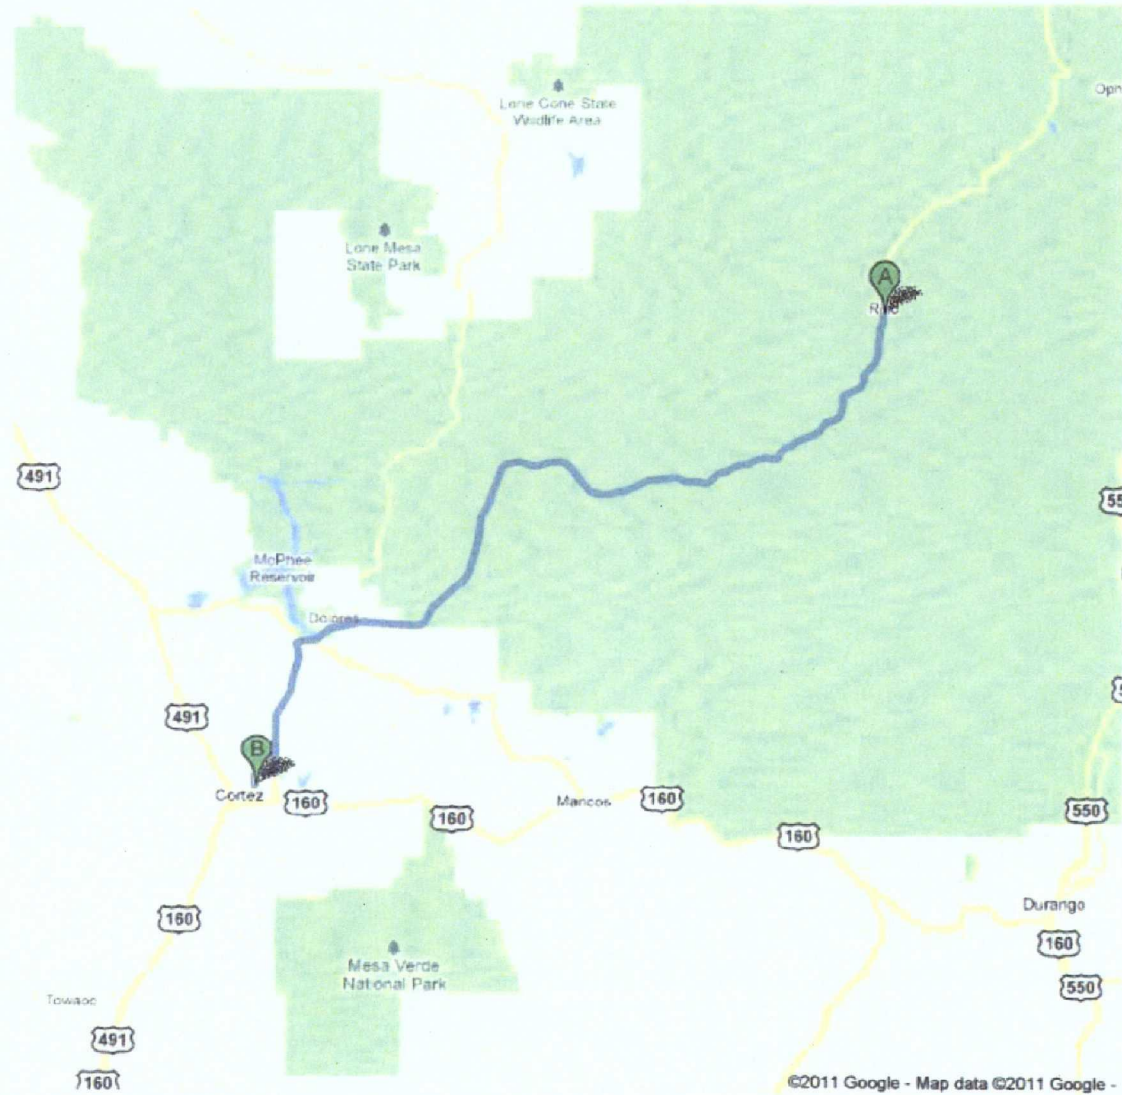 Lone Cone State
Wildlife Area
Lone Mesa
State Park
A
491
55
McPhee
Reservoir
Dolores
491
B
Cortez
160
160
Mancos
160
160
550
Durango
160
550
160
Mesa Verde
National Park
Towaoc
491
160
©2011 Google - Map data ©2011 Google -